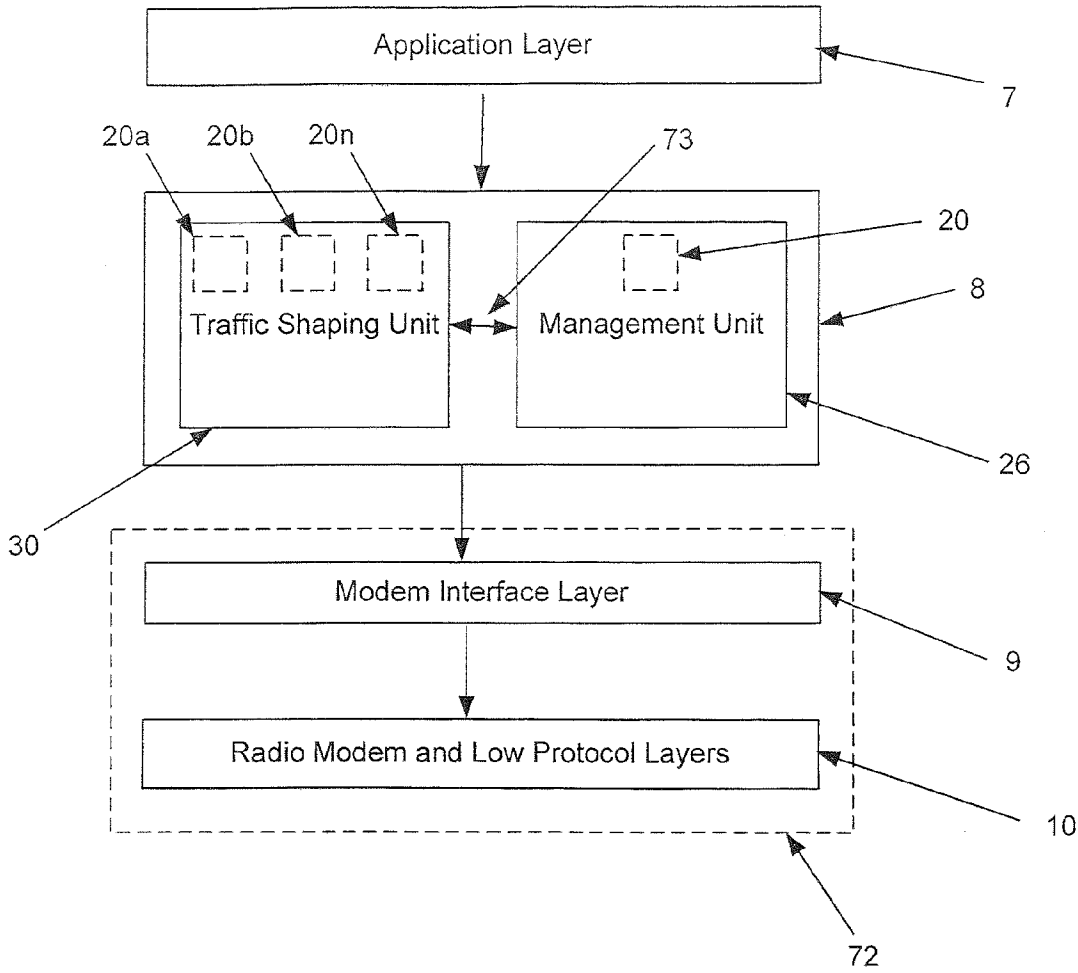 Application Layer
7
20a
20b
20n
73
20
8
Traffic Shaping Unit
Management Unit
26
30
Modem Interface Layer
9
Radio Modem and Low Protocol Layers
10
72